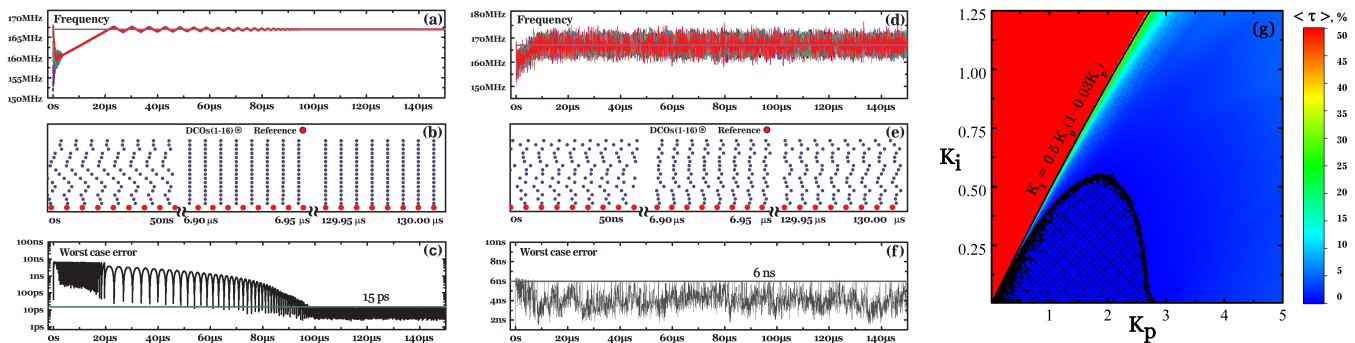 Frequency (a)
170MHz
165MHz
160MHz
155MHz
150MHz
0s 20µs 40µs 60µs 80µs 100µs 120µs 140µs
DCOs(1-16) Reference (b)
0s 50ns 6.90 µs 6.95 µs 129.95 µs 130.00 µs
Worst case error (c)
100ns
10ns
1ns
100ps
10ps
1ps
15 ps
0s 20µs 40µs 60µs 80µs 100µs 120µs 140µs
Frequency (d)
180MHz
170MHz
160MHz
150MHz
0s 20µs 40µs 60µs 80µs 100µs 120µs 140µs
DCOs(1-16) Reference (e)
0s 50ns 6.90 µs 6.95 µs 129.95 µs 130.00 µs
Worst case error (f)
10ns
8ns
6ns
4ns
2ns
6 ns
0s 20µs 40µs 60µs 80µs 100µs 120µs 140µs
(g)
1.25
1.00
0.75
0.50
0.25
Ki
Ki = 0.5 Kp(1-0.03Kp)
1 2 3 4 5
Kp
< τ >, %
50
45
40
35
30
25
20
15
10
5
0